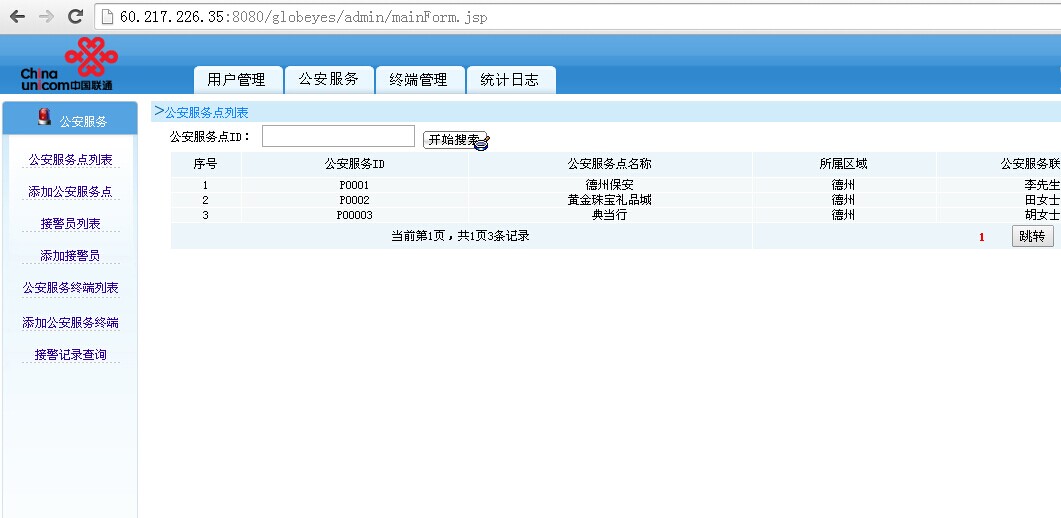 60.217.226.35:8080/globeyes/admin/mainForm.jsp
China
unicom中国联通
用户管理 公安服务 终端管理 统计日志
公安服务
公安服务点列表
添加公安服务点
接警员列表
添加接警员
公安服务终端列表
添加公安服务终端
接警记录查询
>公安服务点列表
公安服务点ID： 开始搜索
序号 公安服务ID 公安服务点名称 所属区域 公安服务联
1 P0001 德州保安 德州 李先生
2 P0002 黄金珠宝礼品城 德州 田女士
3 P00003 典当行 德州 胡女士
当前第1页，共1页3条记录 1 跳转